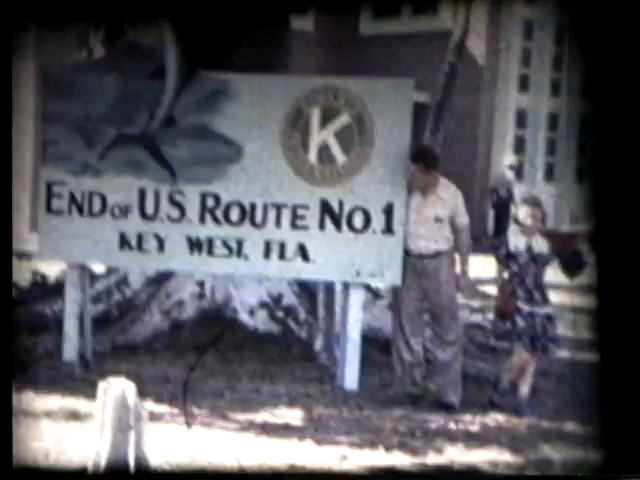 K
END OF U.S. ROUTE NO. 1
KEY WEST, FLA.